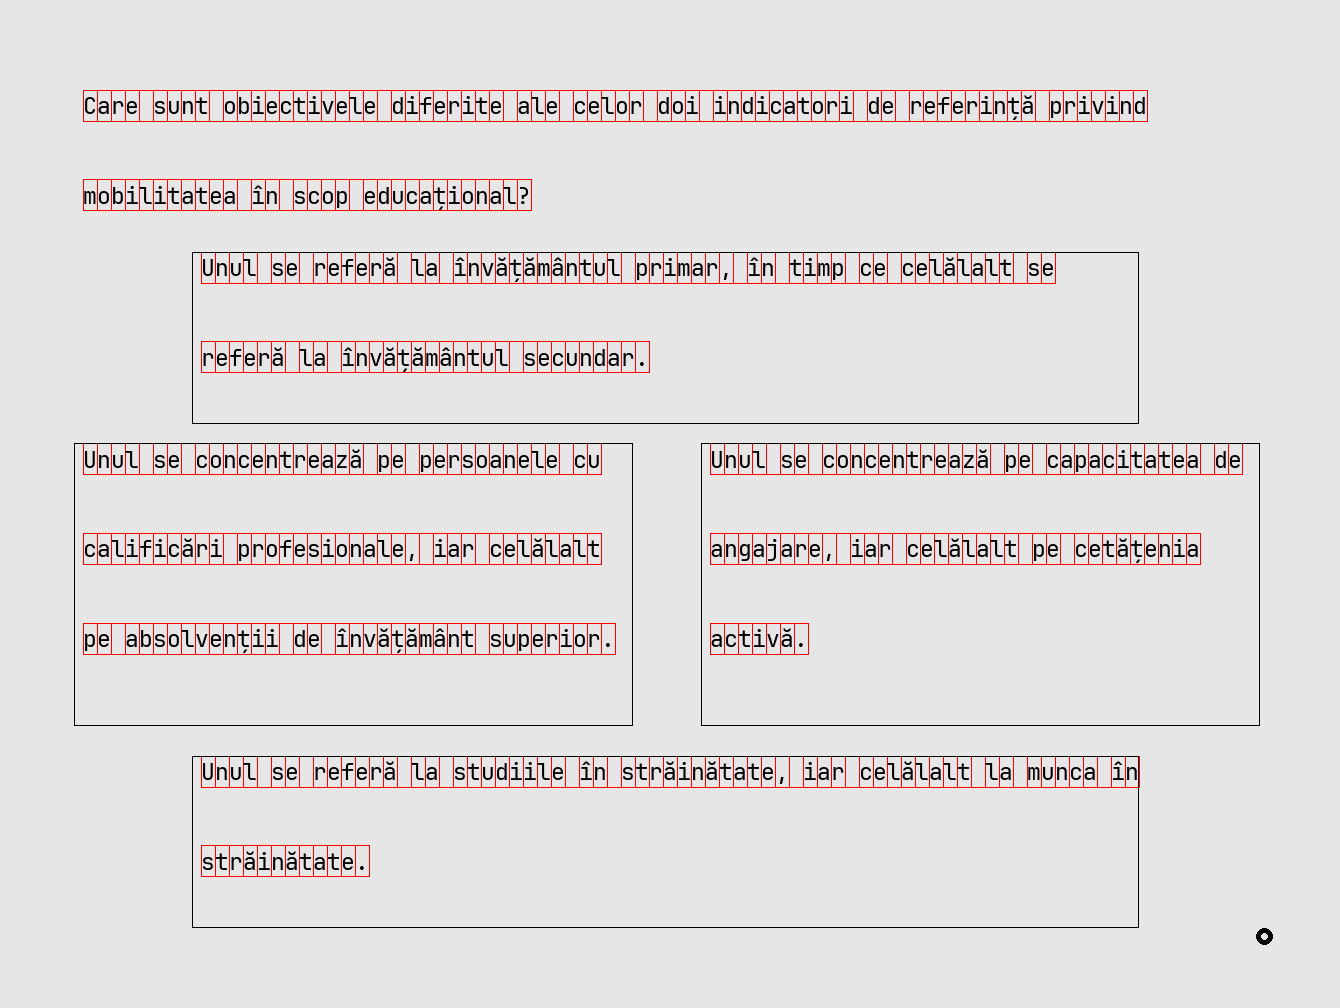 Care sunt obiectivele diferite ale celor doi indicatori de referință privind
mobilitatea în scop educațional?
Unul se referă la învățământul primar, în timp ce celălalt se
referă la învățământul secundar.
Unul se concentrează pe persoanele cu
calificări profesionale, iar celălalt
pe absolvenții de învățământ superior.
Unul se concentrează pe capacitatea de
angajare, iar celălalt pe cetățenia
activă.
Unul se referă la studiile în străinătate, iar celălalt la munca în
străinătate.